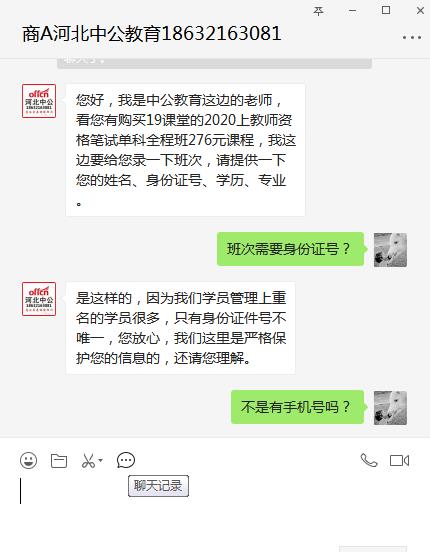 商A河北中公教育18632163081
聊天了。
offcn
河北中公
18632163081
您好，我是中公教育这边的老师，
看您有购买19课堂的2020上教师资
格笔试单科全程班276元课程，我这
边要给您录一下班次，请提供一下
您的姓名、身份证号、学历、专业
。
班次需要身份证号？
offcn
河北中公
18632163081
是这样的，因为我们学员管理上重
名的学员很多，只有身份证件号不
唯一，您放心，我们这里是严格保
护您的信息的，还请您理解。
不是有手机号吗？
聊天记录